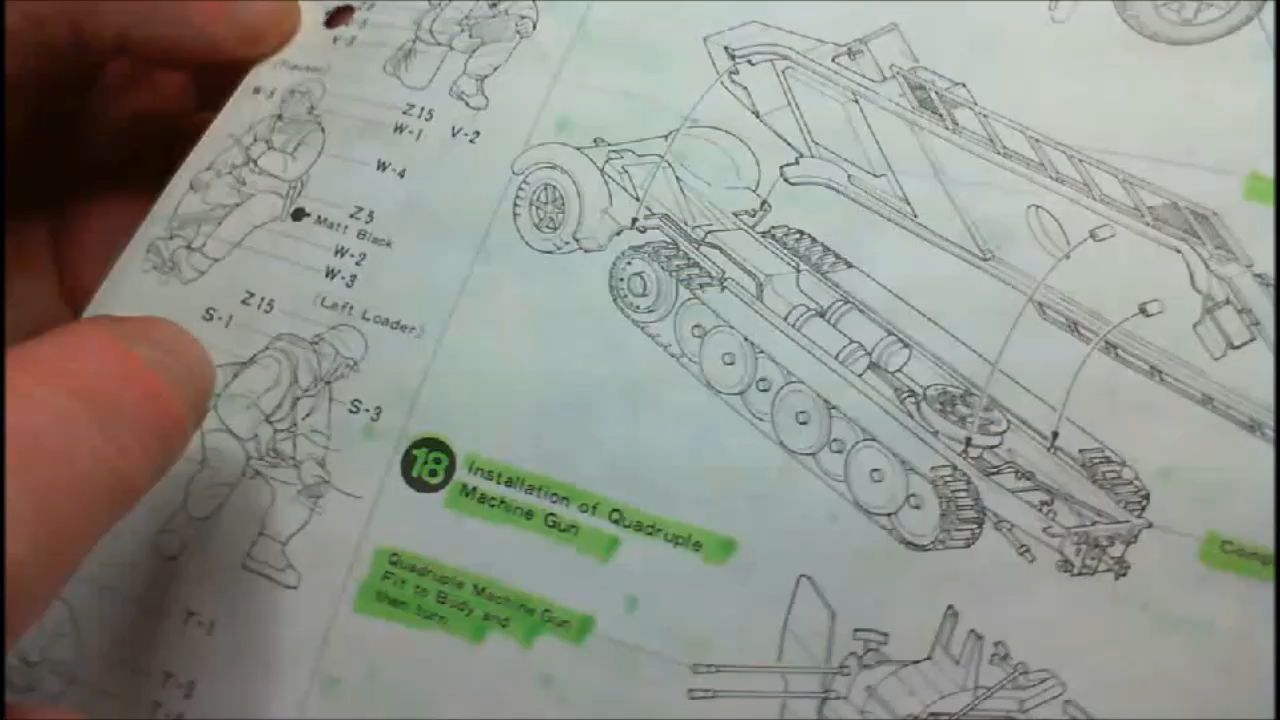 Z15
V-2
W-1
W-4
Z5
Matt Black
W-2
W-3
Z15
(Left Loader)
S-1
S-3
18
Installation of Quadruple
Machine Gun
Quadruple Machine Gun
Fit to Body and
then turn
T-1